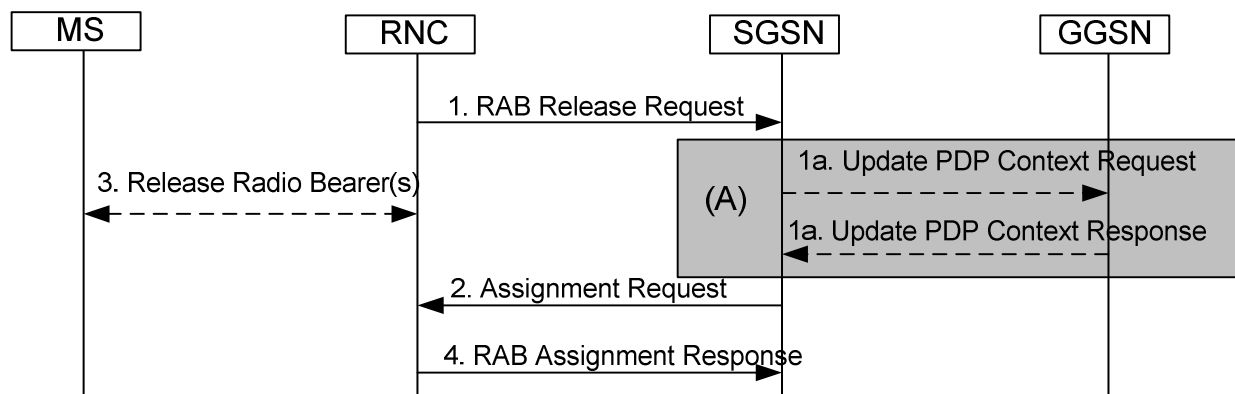 MS
RNC
SGSN
GGSN
1. RAB Release Request
1a. Update PDP Context Request
3. Release Radio Bearer(s)
(A)
1a. Update PDP Context Response
2. Assignment Request
4. RAB Assignment Response